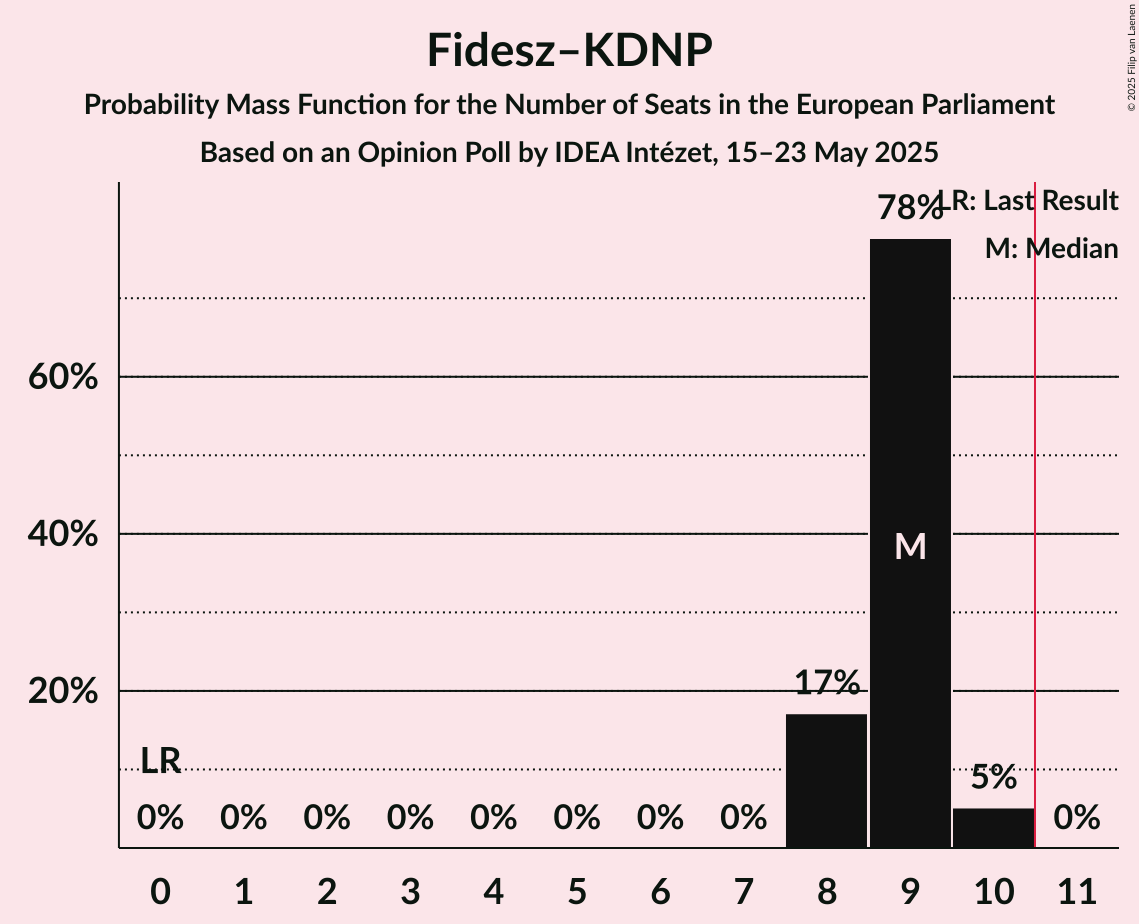 Fidesz–KDNP
Probability Mass Function for the Number of Seats in the European Parliament
Based on an Opinion Poll by IDEA Intézet, 15–23 May 2025
© 2025 Filip van Laenen
LR: Last Result
M: Median
78%
60%
40%
M
20%
17%
LR
5%
0% 0% 0% 0% 0% 0% 0% 0% 0%
0 1 2 3 4 5 6 7 8 9 10 11